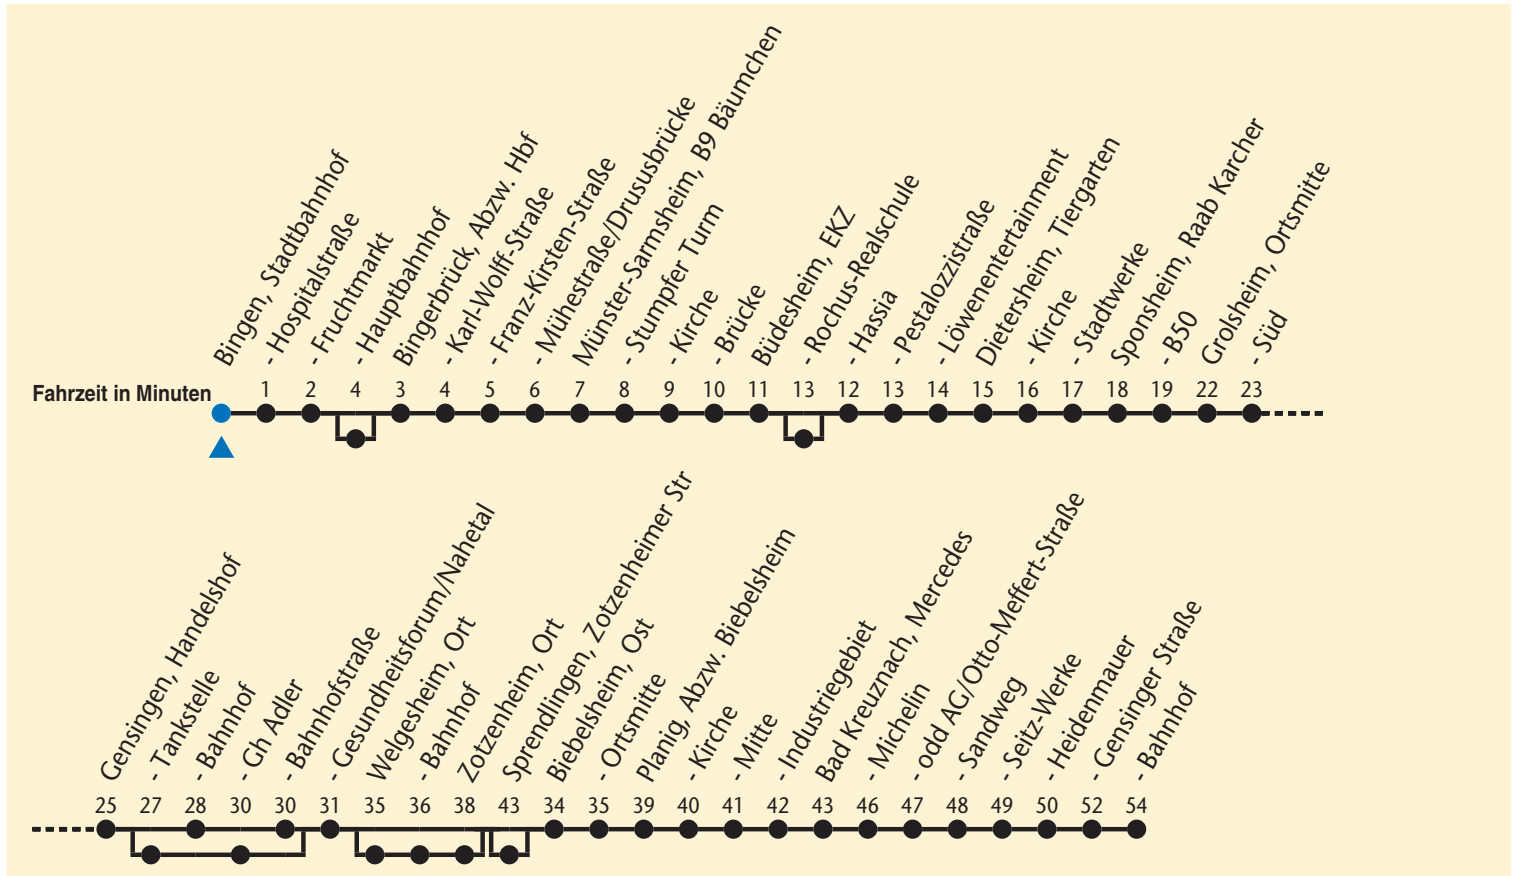 Bingen, Stadtbahnhof
- Hospitalstraße
- Fruchtmarkt
- Hauptbahnhof
Bingerbrück, Abzw. Hbf
- Karl-Wolff-Straße
- Franz-Kirsten-Straße
- Mühestraße/Drususbrücke
Münster-Sarmsheim, B9 Bäumchen
- Stumpfer Turm
- Kirche
- Brücke
Büdesheim, EKZ
- Rochus-Realschule
- Hassia
- Pestalozzistraße
- Löwenentertainment
Dietersheim, Tiergarten
- Kirche
- Stadtwerke
Sponsheim, Raab Karcher
- B50
Grolsheim, Ortsmitte
- Süd
Fahrzeit in Minuten 1 2 4 3 4 5 6 7 8 9 10 11 13 12 13 14 15 16 17 18 19 22 23
Gensingen, Handelshof
- Tankstelle
- Bahnhof
- Gh Adler
- Bahnhofstraße
- Gesundheitsforum/Nahetal
Welgesheim, Ort
- Bahnhof
Zotzenheim, Ort
Sprendlingen, Zotzenheimer Str
Biebelsheim, Ost
- Ortsmitte
Planig, Abzw. Biebelsheim
- Kirche
- Mitte
- Industriegebiet
Bad Kreuznach, Mercedes
- Michelin
- odd AG/Otto-Meffert-Straße
- Sandweg
- Seitz-Werke
- Heidenmauer
- Gensinger Straße
- Bahnhof
25 27 28 30 30 31 35 36 38 43 34 35 39 40 41 42 43 46 47 48 49 50 52 54